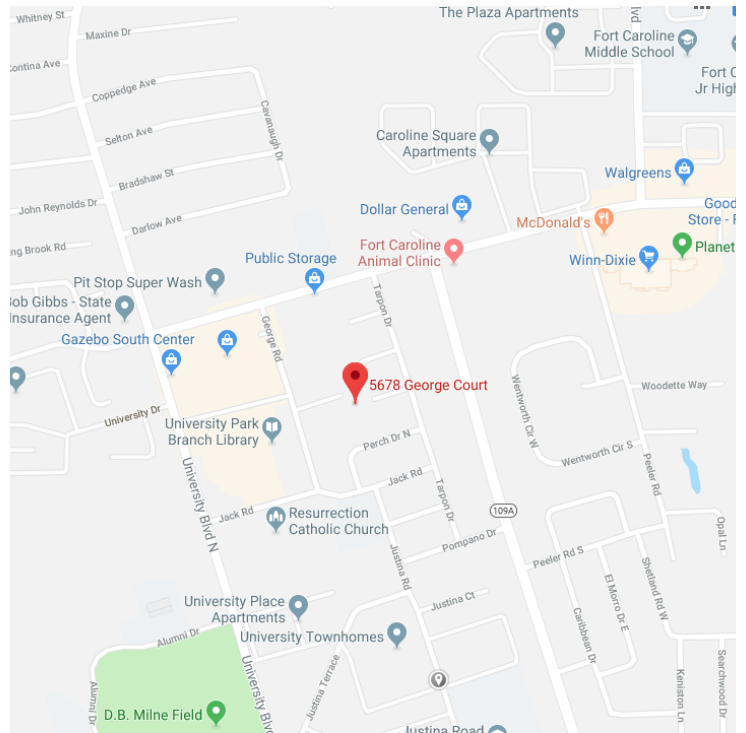 Whitney St
Maxine Dr
The Plaza Apartments
Blvd
Fort Caroline
Middle School
Fort C
Jr High
Contina Ave
Coppedge Ave
Cavanaugh Dr
Selton Ave
Caroline Square
Apartments
Bradshaw St
Walgreens
John Reynolds Dr
Darlow Ave
Dollar General
McDonald's
Good
Store - F
ng Brook Rd
Fort Caroline
Animal Clinic
Planet
Public Storage
Winn-Dixie
Pit Stop Super Wash
Tarpon Dr
Bob Gibbs - State
Insurance Agent
George Rd
Gazebo South Center
5678 George Court
Wentworth Cir W
Woodette Way
University Dr
University Park
Branch Library
Perch Dr N
Wentworth Cir S
University Blvd N
Jack Rd
Tarpon Dr
Peeler Rd
Jack Rd
Resurrection
Catholic Church
109A
Opal Ln
Pompano Dr
Peeler Rd S
Justina Rd
Shetland Rd W
El Morro Dr E
University Place
Apartments
Justina Ct
Caribbean Dr
Alumni Dr
University Townhomes
Justina Terrace
University Blvd
Searchwood Dr
Keniston Ln
Alumni Dr
D.B. Milne Field
Justina Road